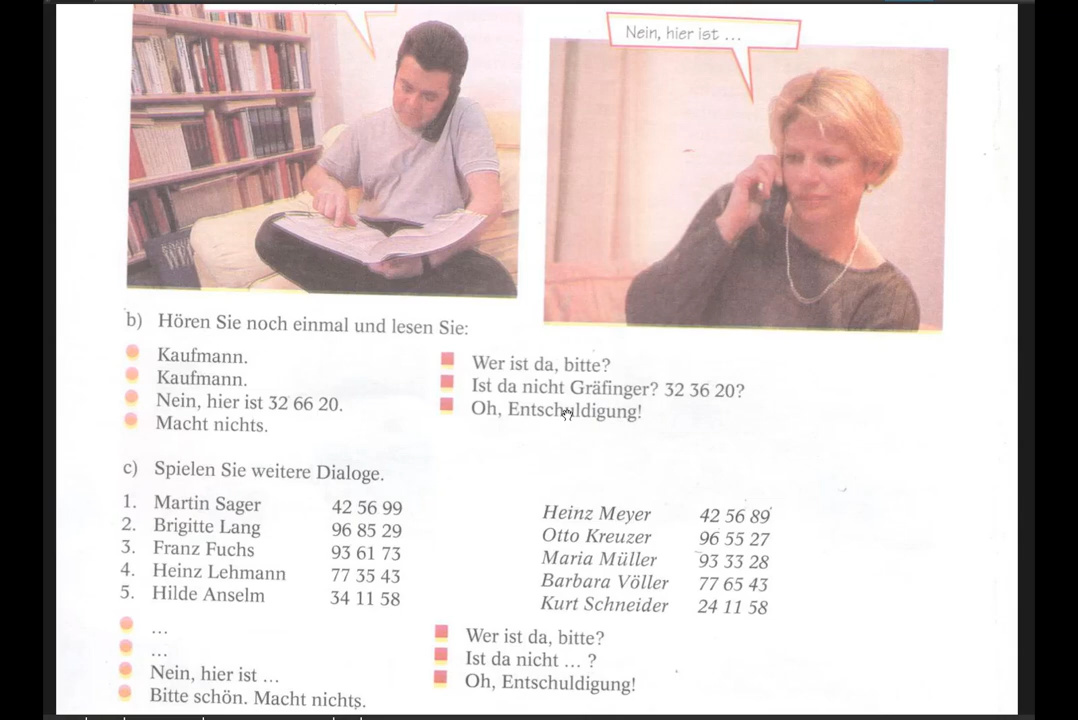 Nein, hier ist ...
b) Hören Sie noch einmal und lesen Sie:
Kaufmann.
Wer ist da, bitte?
Kaufmann.
Ist da nicht Gräfinger? 32 36 20?
Nein, hier ist 32 66 20.
Oh, Entschuldigung!
Macht nichts.
c) Spielen Sie weitere Dialoge.
1. Martin Sager 42 56 99 Heinz Meyer 42 56 89
2. Brigitte Lang 96 85 29 Otto Kreuzer 96 55 27
3. Franz Fuchs 93 61 73 Maria Müller 93 33 28
4. Heinz Lehmann 77 35 43 Barbara Völler 77 65 43
5. Hilde Anselm 34 11 58 Kurt Schneider 24 11 58
...
Wer ist da, bitte?
...
Ist da nicht ... ?
Nein, hier ist ...
Oh, Entschuldigung!
Bitte schön. Macht nichts.